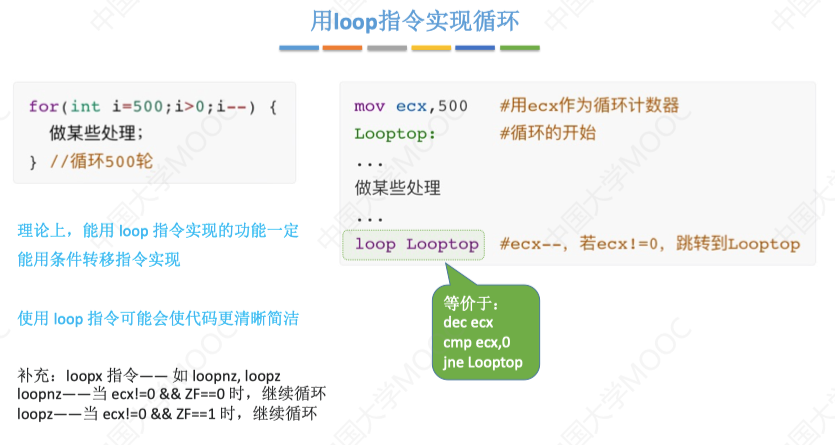 用loop指令实现循环
for(int i=500;i>0;i--) {
做某些处理;
} //循环500轮
理论上，能用 loop 指令实现的功能一定
能用条件转移指令实现
使用 loop 指令可能会使代码更清晰简洁
补充：loopx 指令—— 如 loopnz, loopz
loopnz——当 ecx!=0 && ZF==0 时，继续循环
loopz——当 ecx!=0 && ZF==1 时，继续循环
mov ecx,500 #用ecx作为循环计数器
Looptop: #循环的开始
...
做某些处理
...
loop Looptop #ecx--，若ecx!=0，跳转到Looptop
等价于：
dec ecx
cmp ecx,0
jne Looptop
中国大学MOOC